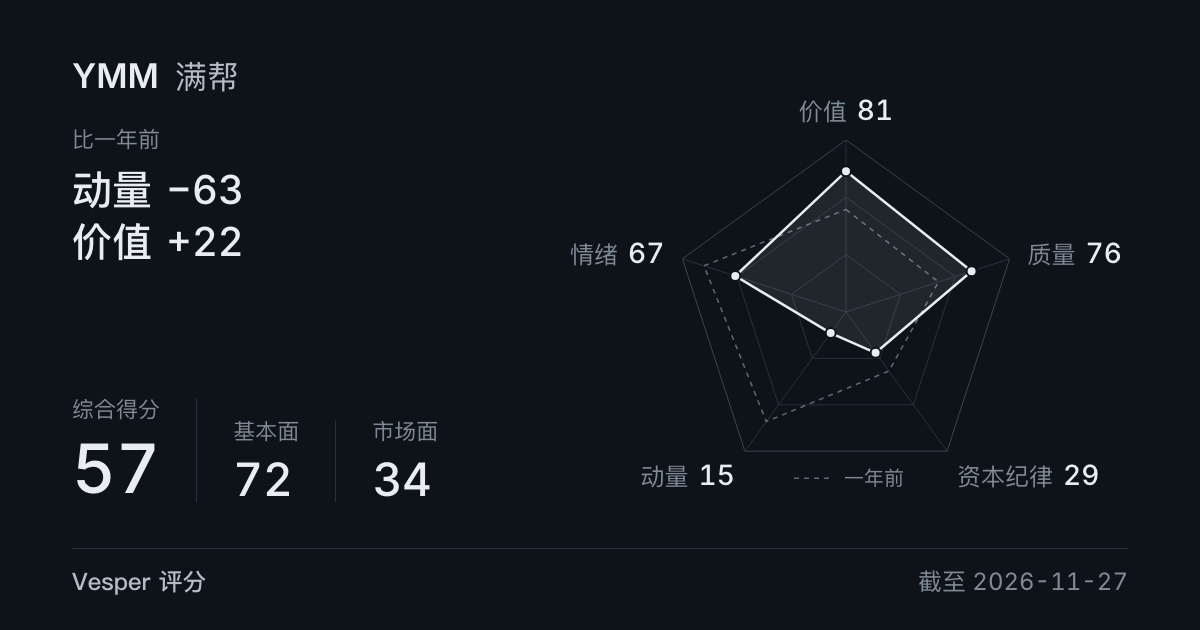 YMM 满帮
比一年前
动量 −63
价值 +22
综合得分
57
基本面
72
市场面
34
价值 81
质量 76
情绪 67
动量 15
一年前
资本纪律 29
Vesper 评分
截至 2026-11-27